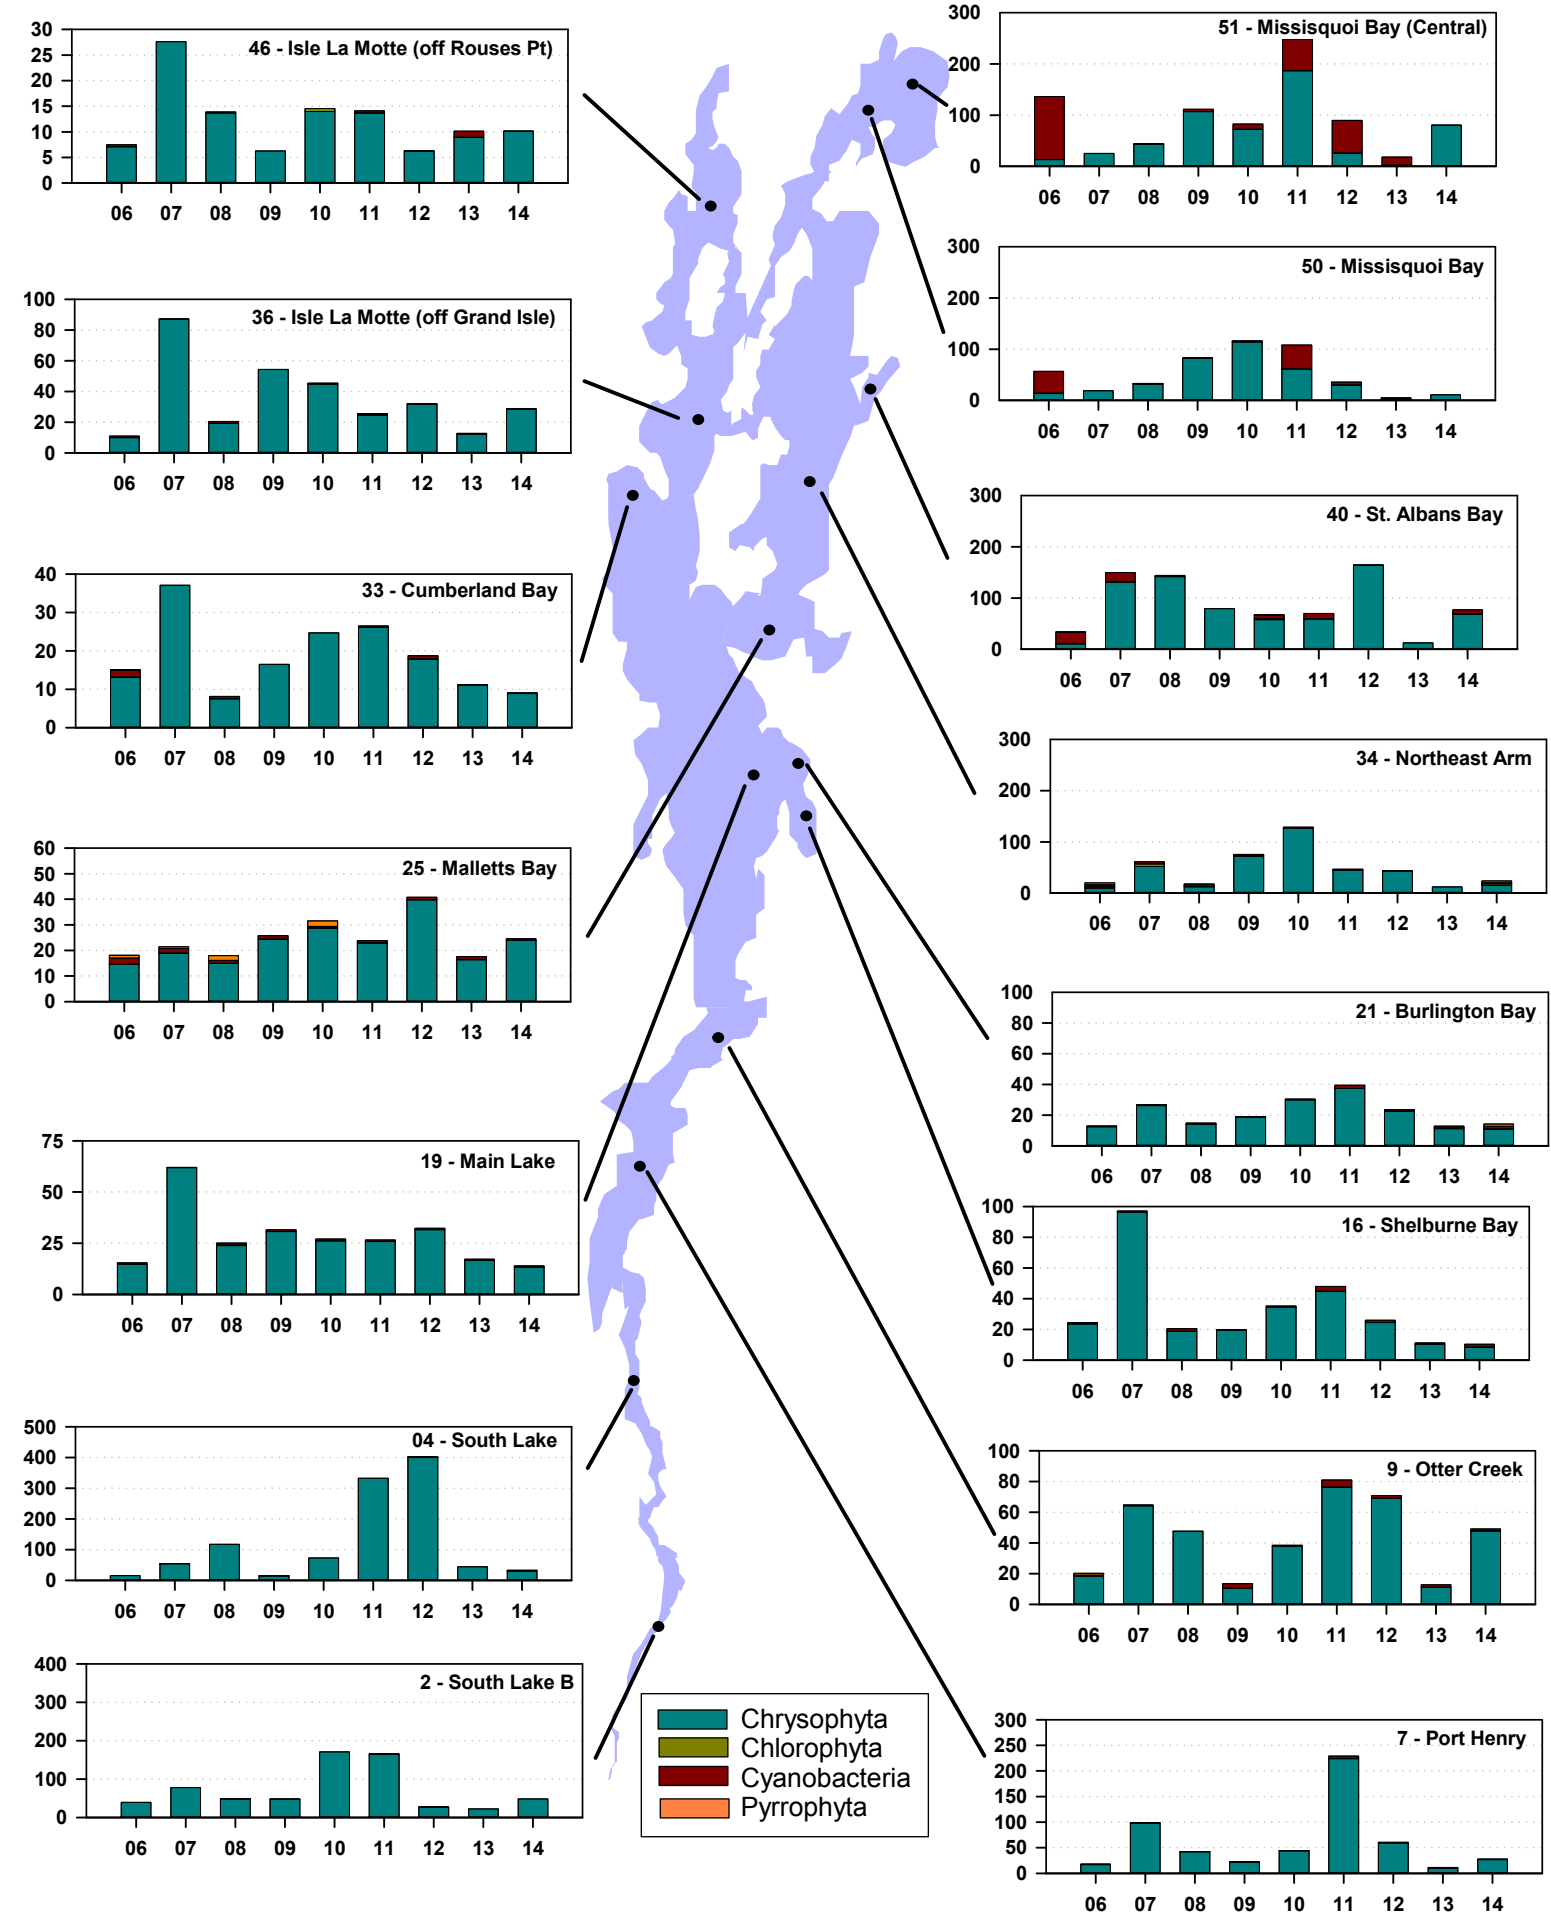 46 - Isle La Motte (off Rouses Pt)
30
25
20
15
10
5
0
06 07 08 09 10 11 12 13 14
36 - Isle La Motte (off Grand Isle)
100
80
60
40
20
0
06 07 08 09 10 11 12 13 14
33 - Cumberland Bay
40
30
20
10
0
06 07 08 09 10 11 12 13 14
25 - Malletts Bay
60
50
40
30
20
10
0
06 07 08 09 10 11 12 13 14
19 - Main Lake
75
50
25
0
06 07 08 09 10 11 12 13 14
04 - South Lake
500
400
300
200
100
0
06 07 08 09 10 11 12 13 14
2 - South Lake B
400
300
200
100
0
06 07 08 09 10 11 12 13 14
51 - Missisquoi Bay (Central)
300
200
100
0
06 07 08 09 10 11 12 13 14
50 - Missisquoi Bay
300
200
100
0
06 07 08 09 10 11 12 13 14
40 - St. Albans Bay
300
200
100
0
06 07 08 09 10 11 12 13 14
34 - Northeast Arm
300
200
100
0
06 07 08 09 10 11 12 13 14
21 - Burlington Bay
100
80
60
40
20
0
06 07 08 09 10 11 12 13 14
16 - Shelburne Bay
100
80
60
40
20
0
06 07 08 09 10 11 12 13 14
9 - Otter Creek
100
80
60
40
20
0
06 07 08 09 10 11 12 13 14
7 - Port Henry
300
250
200
150
100
50
0
06 07 08 09 10 11 12 13 14
Chrysophyta
Chlorophyta
Cyanobacteria
Pyrrophyta